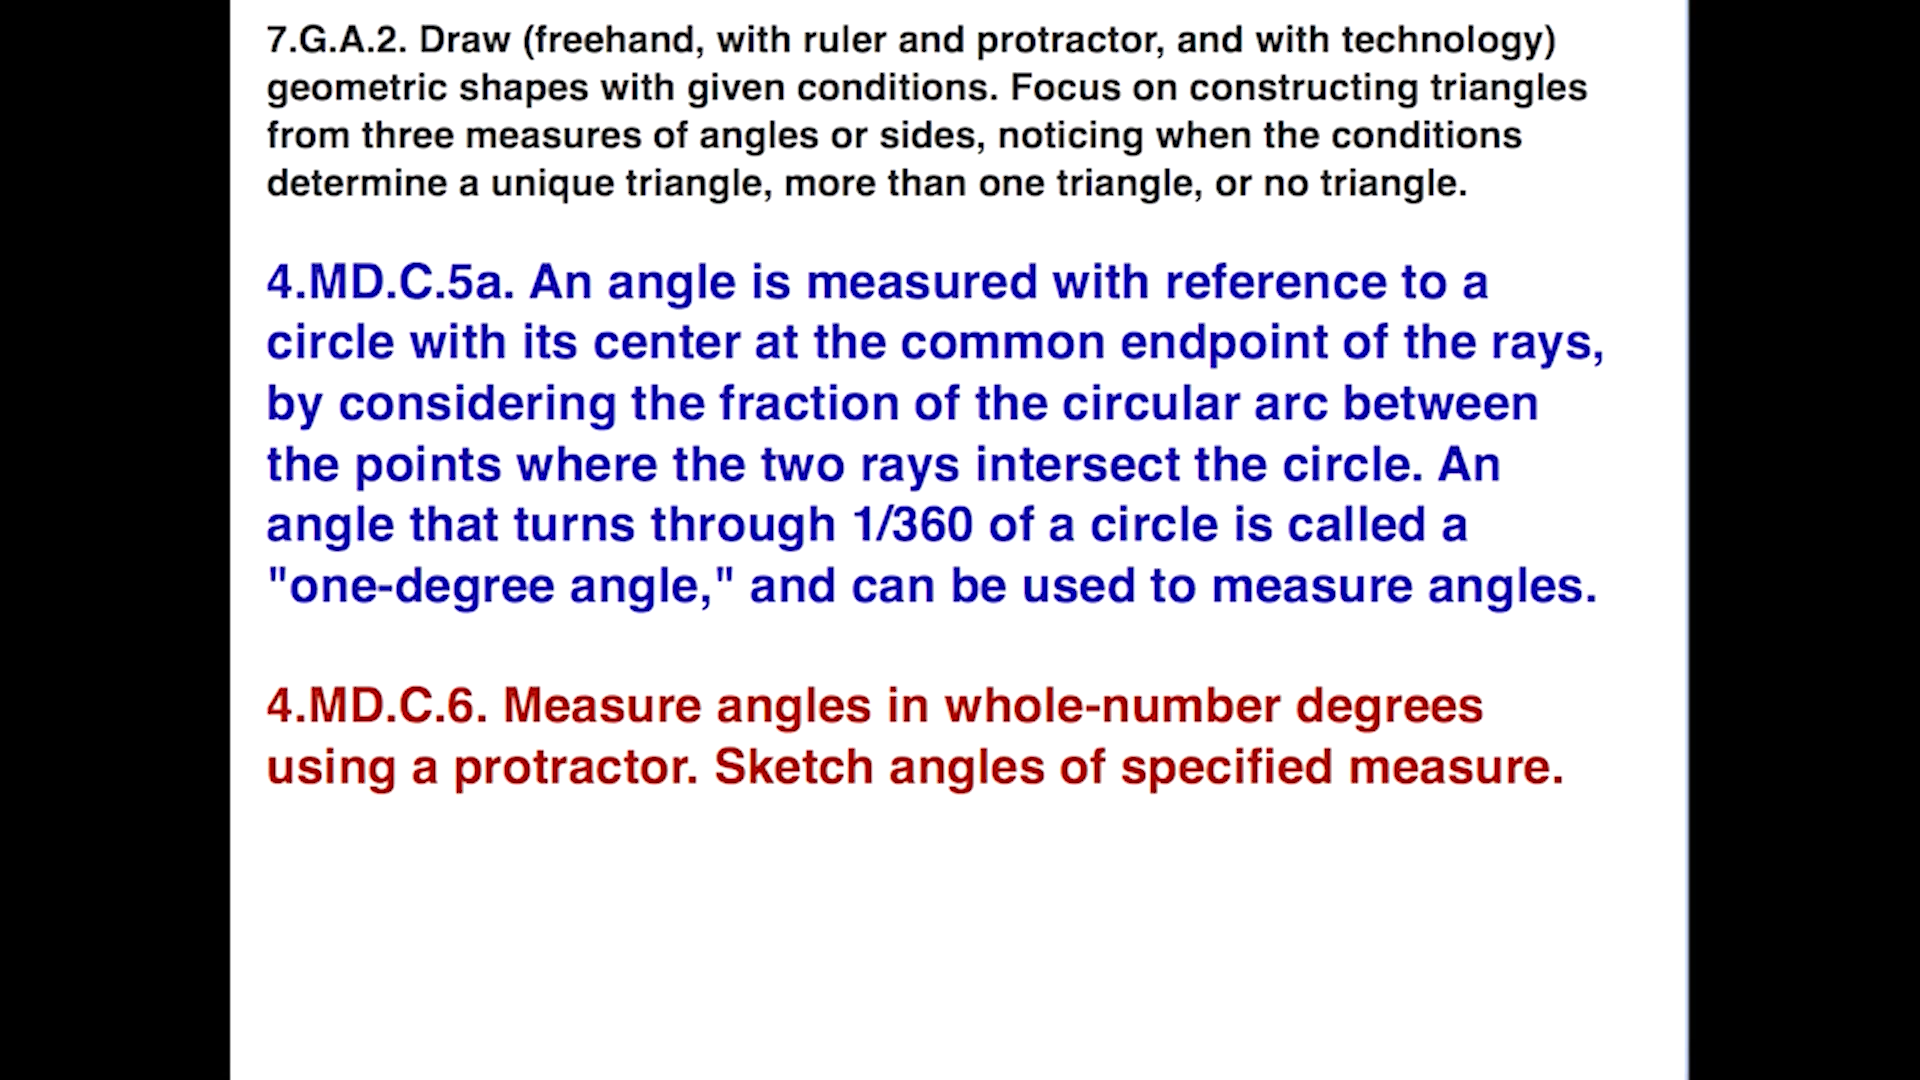 7.G.A.2. Draw (freehand, with ruler and protractor, and with technology)
geometric shapes with given conditions. Focus on constructing triangles
from three measures of angles or sides, noticing when the conditions
determine a unique triangle, more than one triangle, or no triangle.
4.MD.C.5a. An angle is measured with reference to a
circle with its center at the common endpoint of the rays,
by considering the fraction of the circular arc between
the points where the two rays intersect the circle. An
angle that turns through 1/360 of a circle is called a
"one-degree angle," and can be used to measure angles.
4.MD.C.6. Measure angles in whole-number degrees
using a protractor. Sketch angles of specified measure.